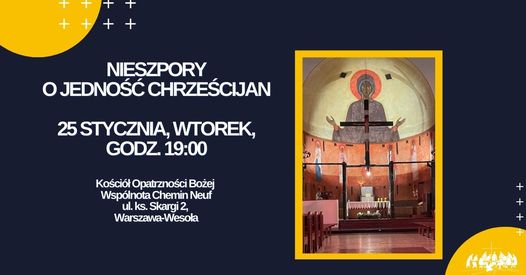 NIESZPORY
O JEDNOŚĆ CHRZEŚCIJAN
25 STYCZNIA, WTOREK,
GODZ. 19:00
Kościół Opatrzności Bożej
Wspólnota Chemin Neuf
ul. ks. Skargi 2,
Warszawa-Wesoła